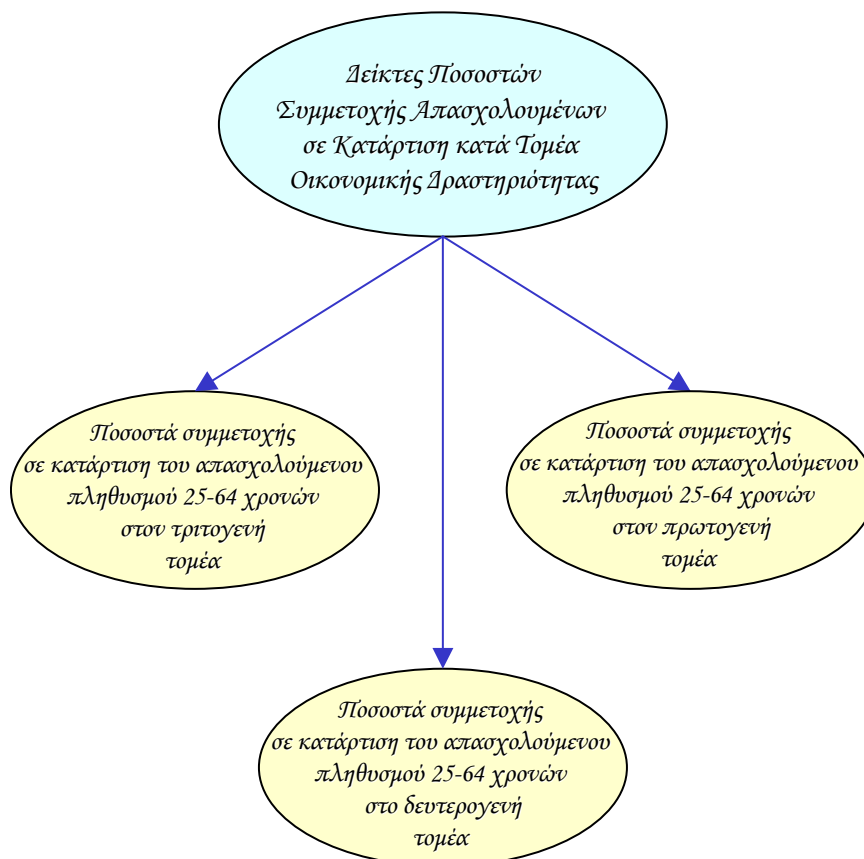 Δείκτες Ποσοστών
Συμμετοχής Απασχολουμένων
σε Κατάρτιση κατά Τομέα
Οικονομικής Δραστηριότητας
Ποσοστά συμμετοχής
σε κατάρτιση του απασχολούμενου
πληθυσμού 25-64 χρονών
στον τριτογενή
τομέα
Ποσοστά συμμετοχής
σε κατάρτιση του απασχολούμενου
πληθυσμού 25-64 χρονών
στον πρωτογενή
τομέα
Ποσοστά συμμετοχής
σε κατάρτιση του απασχολούμενου
πληθυσμού 25-64 χρονών
στο δευτερογενή
τομέα